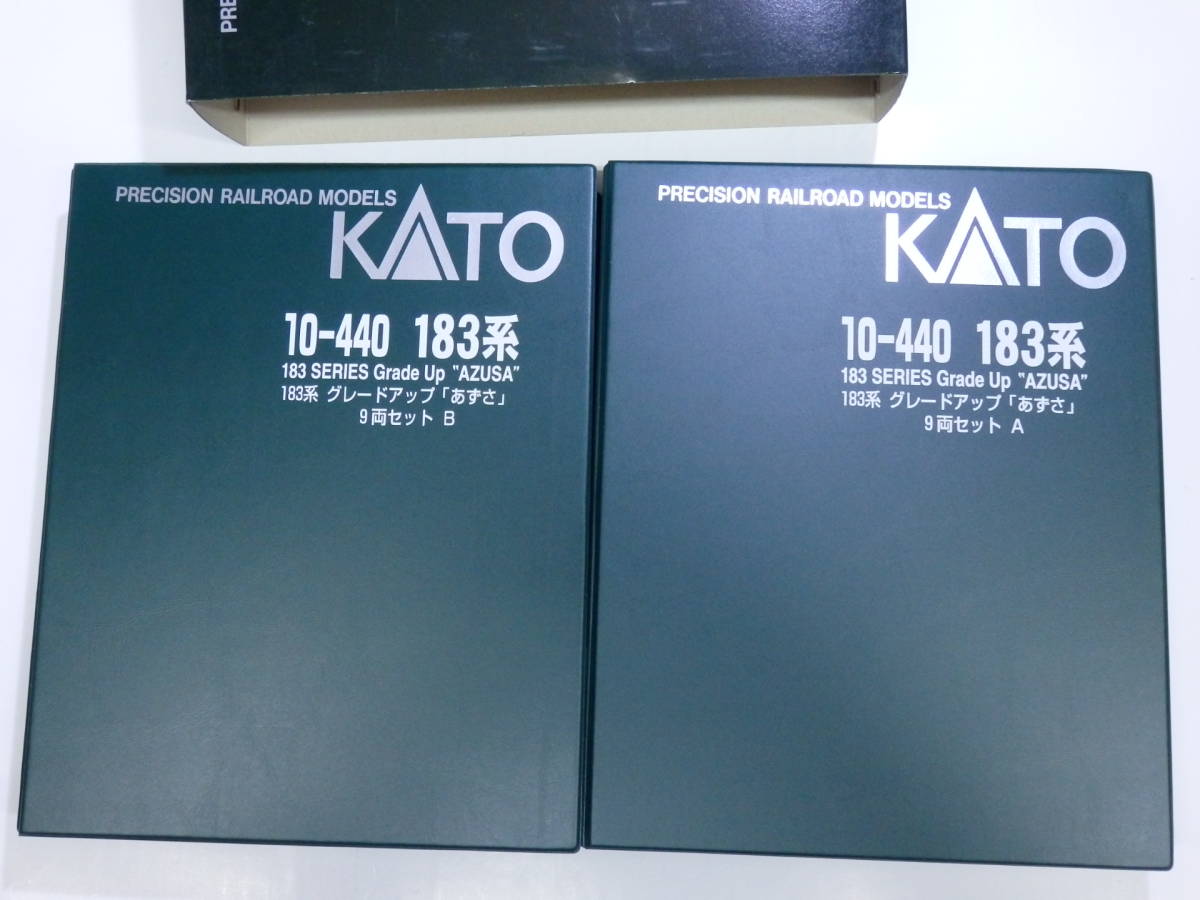 PRE
PRECISION RAILROAD MODELS
KATO
10-440 183系
183 SERIES Grade Up "AZUSA"
183系 グレードアップ「あずさ」
9両セット B
PRECISION RAILROAD MODELS
KATO
10-440 183系
183 SERIES Grade Up "AZUSA"
183系 グレードアップ「あずさ」
9両セット A